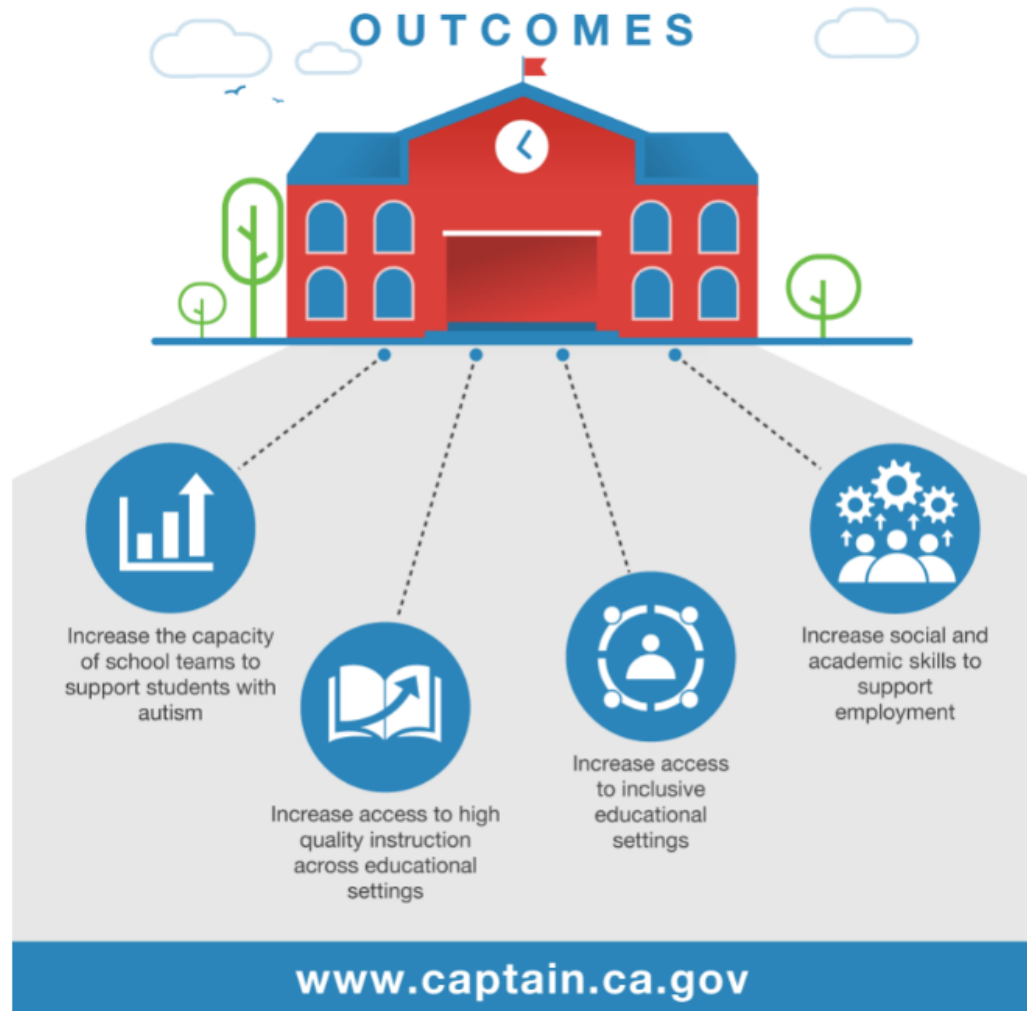 OUTCOMES
Increase the capacity
of school teams to
support students with
autism
Increase access to high
quality instruction
across educational
settings
Increase access
to inclusive
educational
settings
Increase social and
academic skills to
support
employment
www.captain.ca.gov